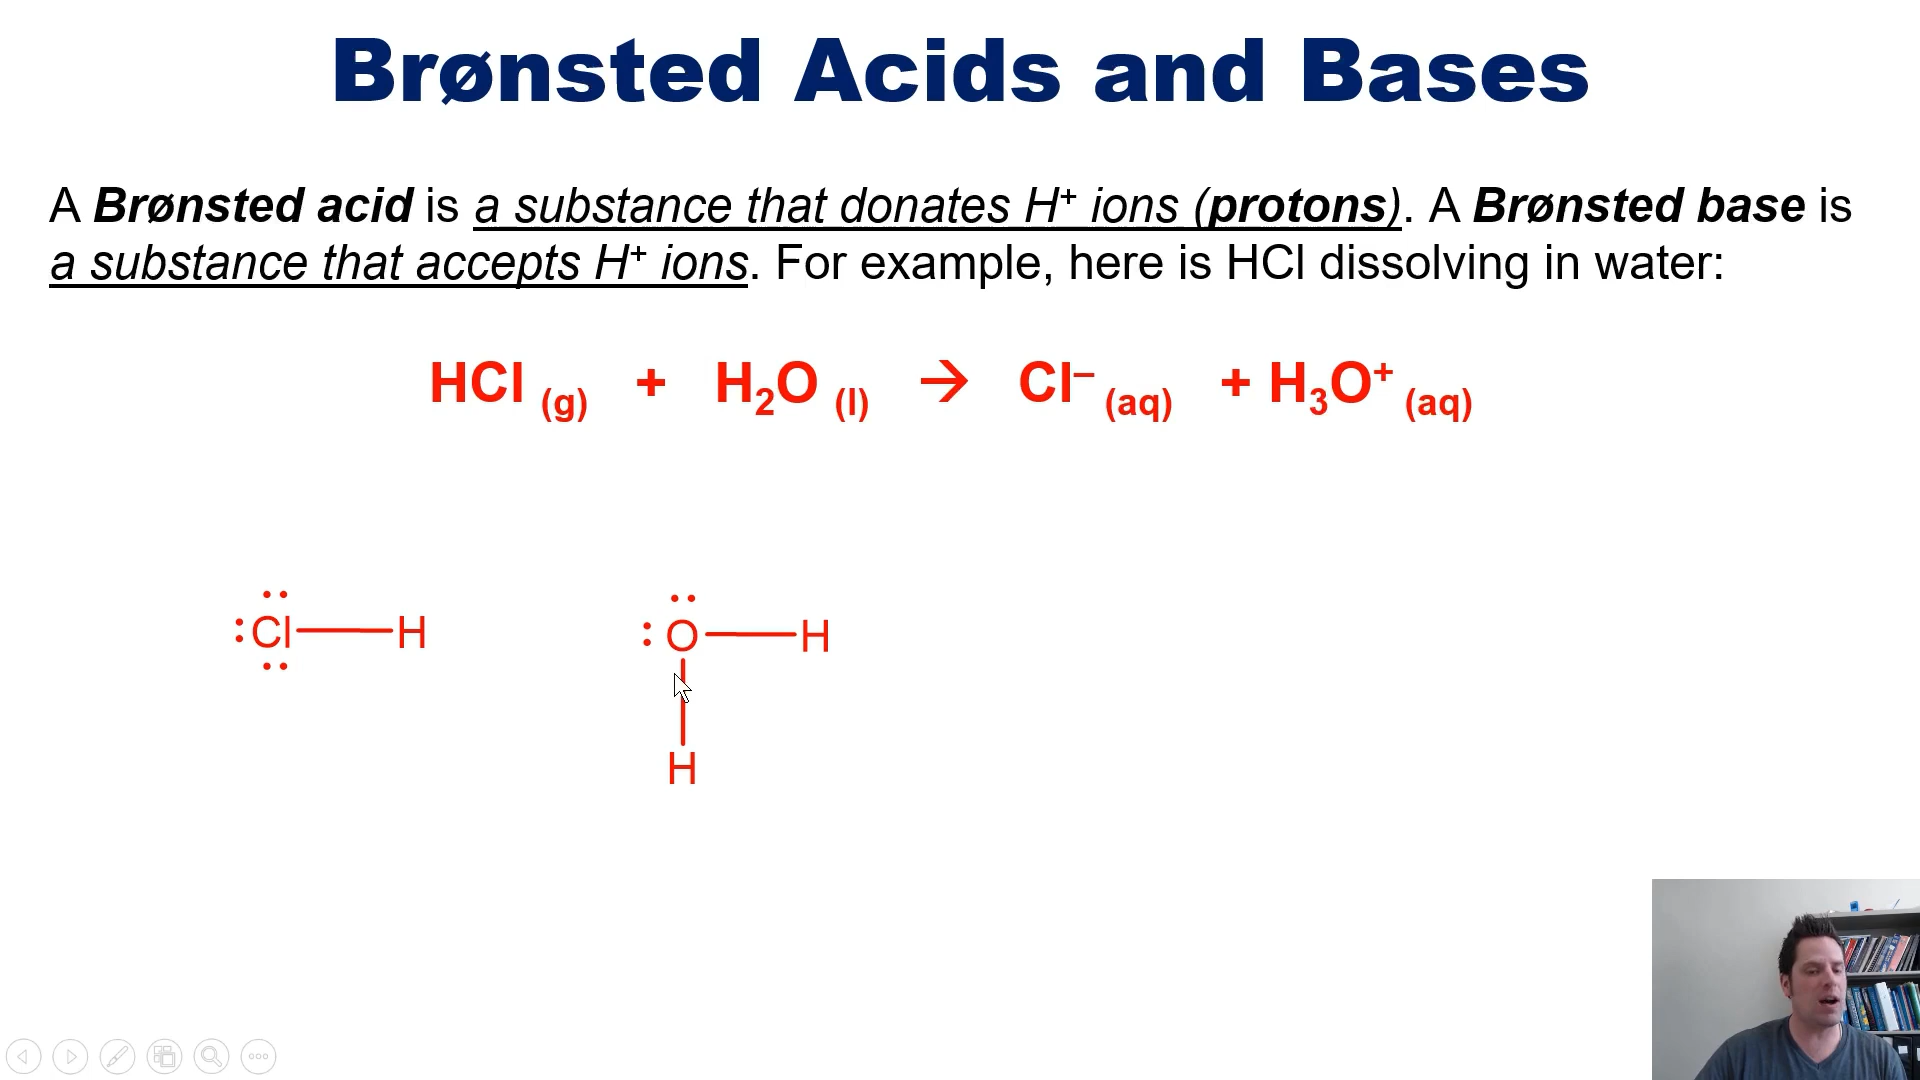 Brønsted Acids and Bases
A Brønsted acid is a substance that donates H⁺ ions (protons). A Brønsted base is
a substance that accepts H⁺ ions. For example, here is HCl dissolving in water:
HCl (g) + H₂O (l) → Cl⁻ (aq) + H₃O⁺ (aq)
Cl H O H
H